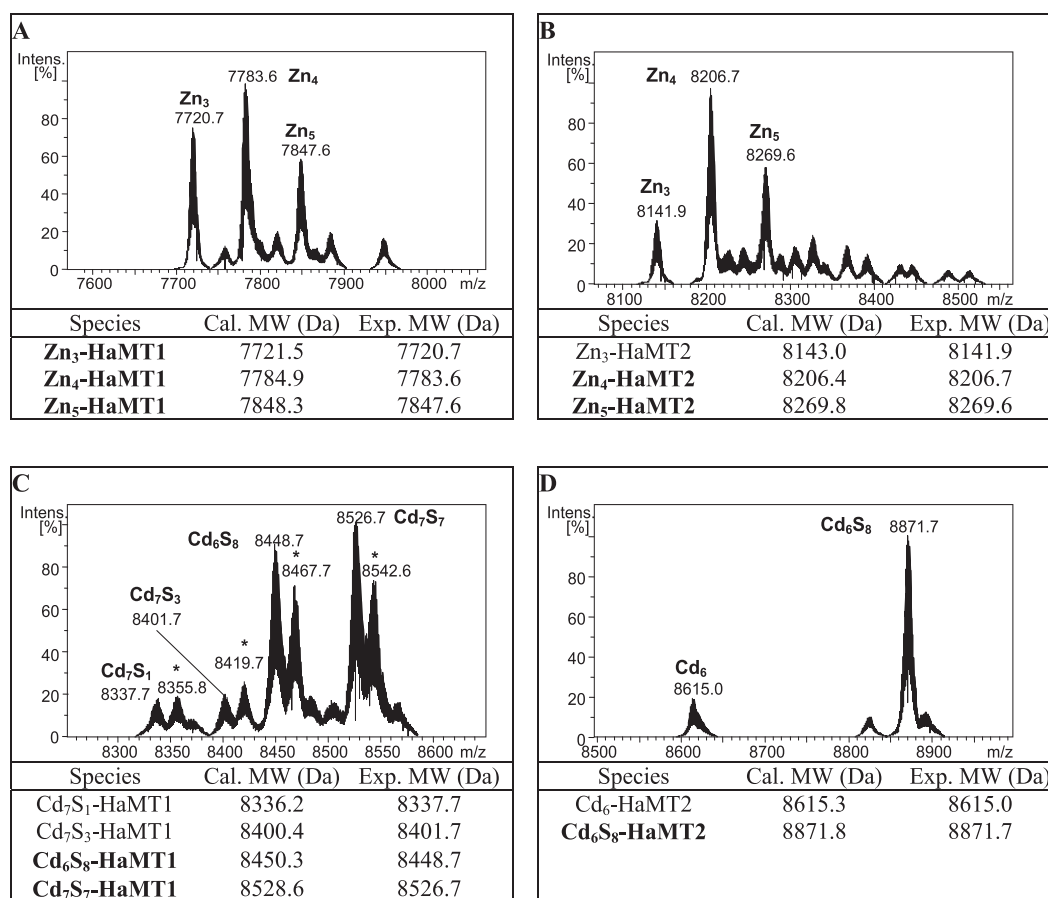 A
Intens.
[%]
7783.6 Zn₄
Zn₃
7720.7
Zn₅
7847.6
80
60
40
20
0
7600 7700 7800 7900 8000 m/z
Species Cal. MW (Da) Exp. MW (Da)
Zn₃-HaMT1 7721.5 7720.7
Zn₄-HaMT1 7784.9 7783.6
Zn₅-HaMT1 7848.3 7847.6
B
Intens.
[%]
Zn₄ 8206.7
Zn₅
8269.6
Zn₃
8141.9
80
60
40
20
0
8100 8200 8300 8400 8500 m/z
Species Cal. MW (Da) Exp. MW (Da)
Zn₃-HaMT2 8143.0 8141.9
Zn₄-HaMT2 8206.4 8206.7
Zn₅-HaMT2 8269.8 8269.6
C
Intens.
[%]
8526.7 Cd₇S₇
Cd₆S₈ 8448.7
* *
8467.7 8542.6
Cd₇S₃
8401.7
*
8419.7
Cd₇S₁ *
8337.7 8355.8
80
60
40
20
0
8300 8350 8400 8450 8500 8550 8600 m/z
Species Cal. MW (Da) Exp. MW (Da)
Cd₇S₁-HaMT1 8336.2 8337.7
Cd₇S₃-HaMT1 8400.4 8401.7
Cd₆S₈-HaMT1 8450.3 8448.7
Cd₇S₇-HaMT1 8528.6 8526.7
D
Intens.
[%]
Cd₆S₈ 8871.7
Cd₆
8615.0
80
60
40
20
0
8500 8600 8700 8800 8900 m/z
Species Cal. MW (Da) Exp. MW (Da)
Cd₆-HaMT2 8615.3 8615.0
Cd₆S₈-HaMT2 8871.8 8871.7